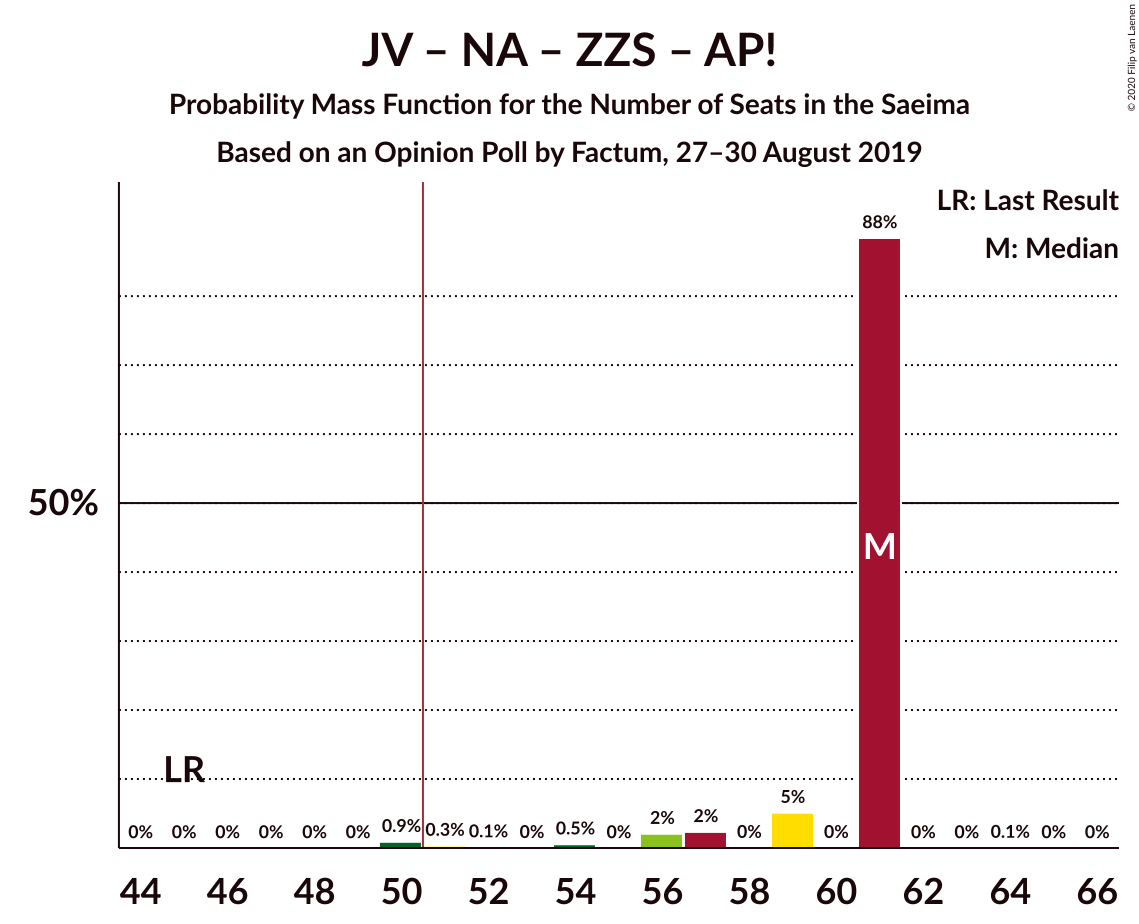 JV – NA – ZZS – AP!
Probability Mass Function for the Number of Seats in the Saeima
Based on an Opinion Poll by Factum, 27–30 August 2019
© 2020 Filip van Laenen
LR: Last Result
M: Median
88%
50%
M
LR
0% 0% 0% 0% 0% 0% 0.9% 0.3% 0.1% 0% 0.5% 0% 2% 2% 0% 5% 0% 0% 0% 0.1% 0% 0%
44 46 48 50 52 54 56 58 60 62 64 66